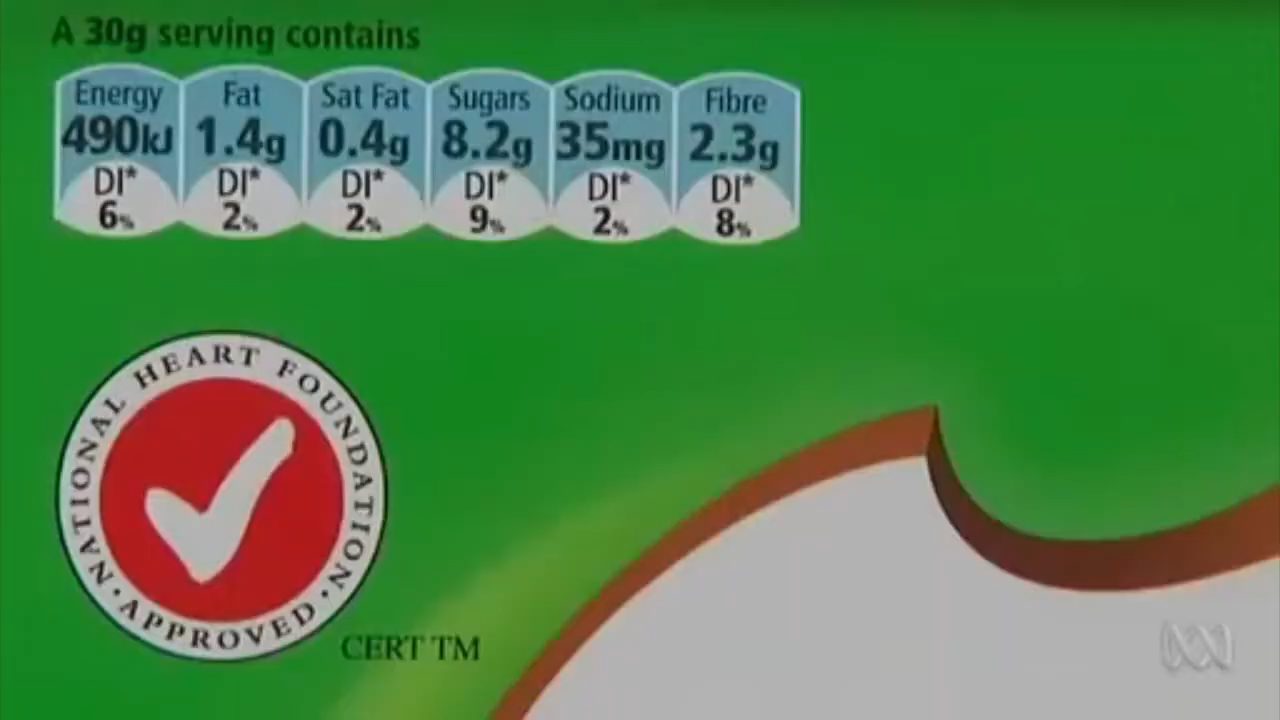 A 30g serving contains
Energy Fat Sat Fat Sugars Sodium Fibre
490kJ 1.4g 0.4g 8.2g 35mg 2.3g
DI* DI* DI* DI* DI* DI*
6% 2% 2% 9% 2% 8%
NATIONAL HEART FOUNDATION
• APPROVED •
CERT TM